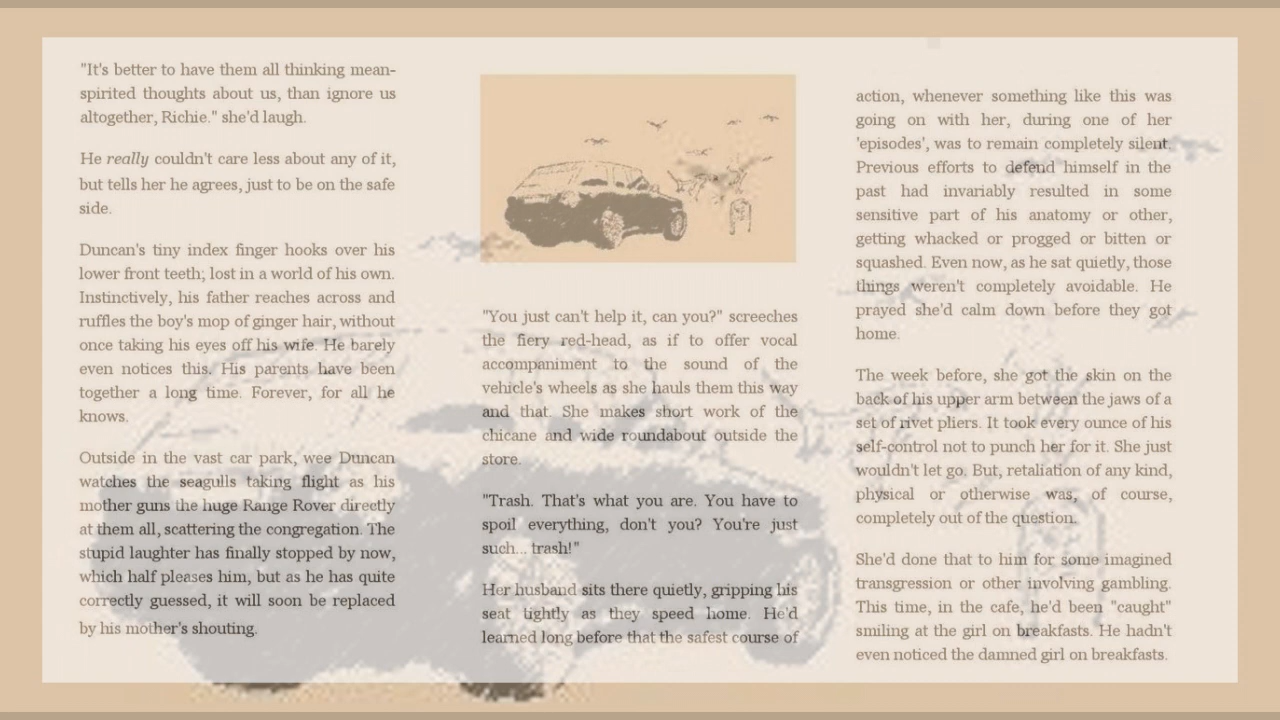 "It's better to have them all thinking mean-
spirited thoughts about us, than ignore us
altogether, Richie." she'd laugh.
He really couldn't care less about any of it,
but tells her he agrees, just to be on the safe
side.
Duncan's tiny index finger hooks over his
lower front teeth; lost in a world of his own.
Instinctively, his father reaches across and
ruffles the boy's mop of ginger hair, without
once taking his eyes off his wife. He barely
even notices this. His parents have been
together a long time. Forever, for all he
knows.
Outside in the vast car park, wee Duncan
watches the seagulls taking flight as his
mother guns the huge Range Rover directly
at them all, scattering the congregation. The
stupid laughter has finally stopped by now,
which half pleases him, but as he has quite
correctly guessed, it will soon be replaced
by his mother's shouting.
"You just can't help it, can you?" screeches
the fiery red-head, as if to offer vocal
accompaniment to the sound of the
vehicle's wheels as she hauls them this way
and that. She makes short work of the
chicane and wide roundabout outside the
store.
"Trash. That's what you are. You have to
spoil everything, don't you? You're just
such... trash!"
Her husband sits there quietly, gripping his
seat tightly as they speed home. He'd
learned long before that the safest course of
action, whenever something like this was
going on with her, during one of her
'episodes', was to remain completely silent.
Previous efforts to defend himself in the
past had invariably resulted in some
sensitive part of his anatomy or other,
getting whacked or progged or bitten or
squashed. Even now, as he sat quietly, those
things weren't completely avoidable. He
prayed she'd calm down before they got
home.
The week before, she got the skin on the
back of his upper arm between the jaws of a
set of rivet pliers. It took every ounce of his
self-control not to punch her for it. She just
wouldn't let go. But, retaliation of any kind,
physical or otherwise was, of course,
completely out of the question.
She'd done that to him for some imagined
transgression or other involving gambling.
This time, in the cafe, he'd been "caught"
smiling at the girl on breakfasts. He hadn't
even noticed the damned girl on breakfasts.